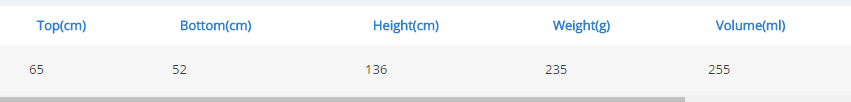 Top(cm) Bottom(cm) Height(cm) Weight(g) Volume(ml)
65 52 136 235 255